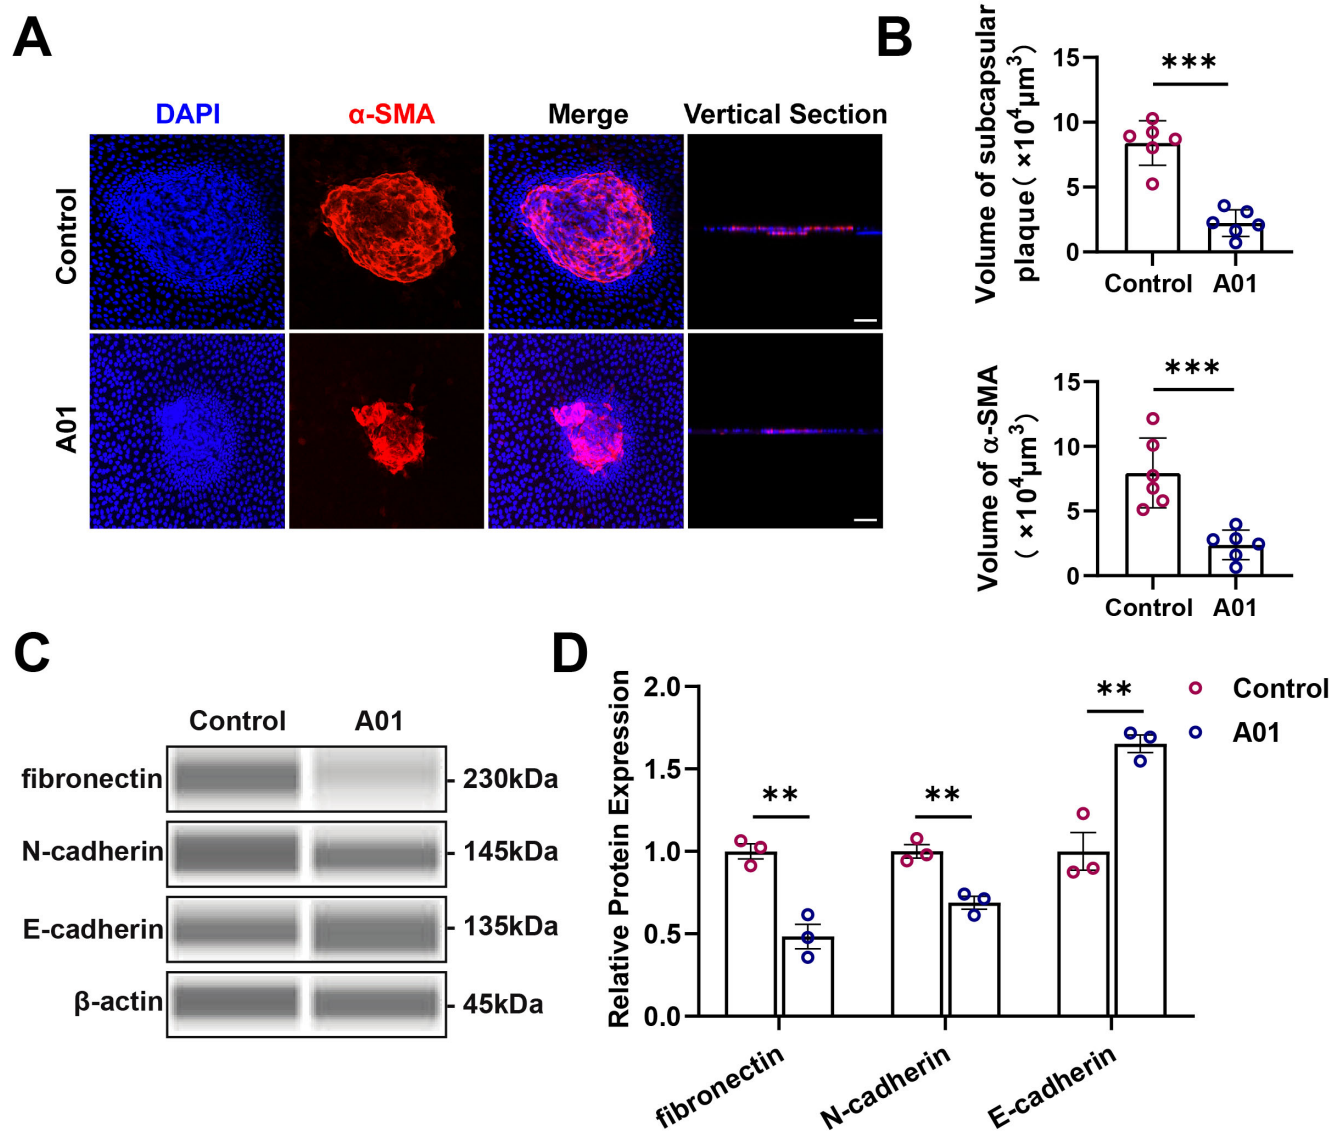 A
DAPI
α-SMA
Merge
Vertical Section
Control
A01
B
Volume of subcapsular
plaque( ×10⁴μm³)
15
10
5
0
***
Control
A01
Volume of α-SMA
( ×10⁴μm³)
15
10
5
0
***
Control
A01
C
Control
A01
fibronectin
230kDa
N-cadherin
145kDa
E-cadherin
135kDa
β-actin
45kDa
D
Relative Protein Expression
2.0
1.5
1.0
0.5
0.0
**
**
**
fibronectin
N-cadherin
E-cadherin
Control
A01